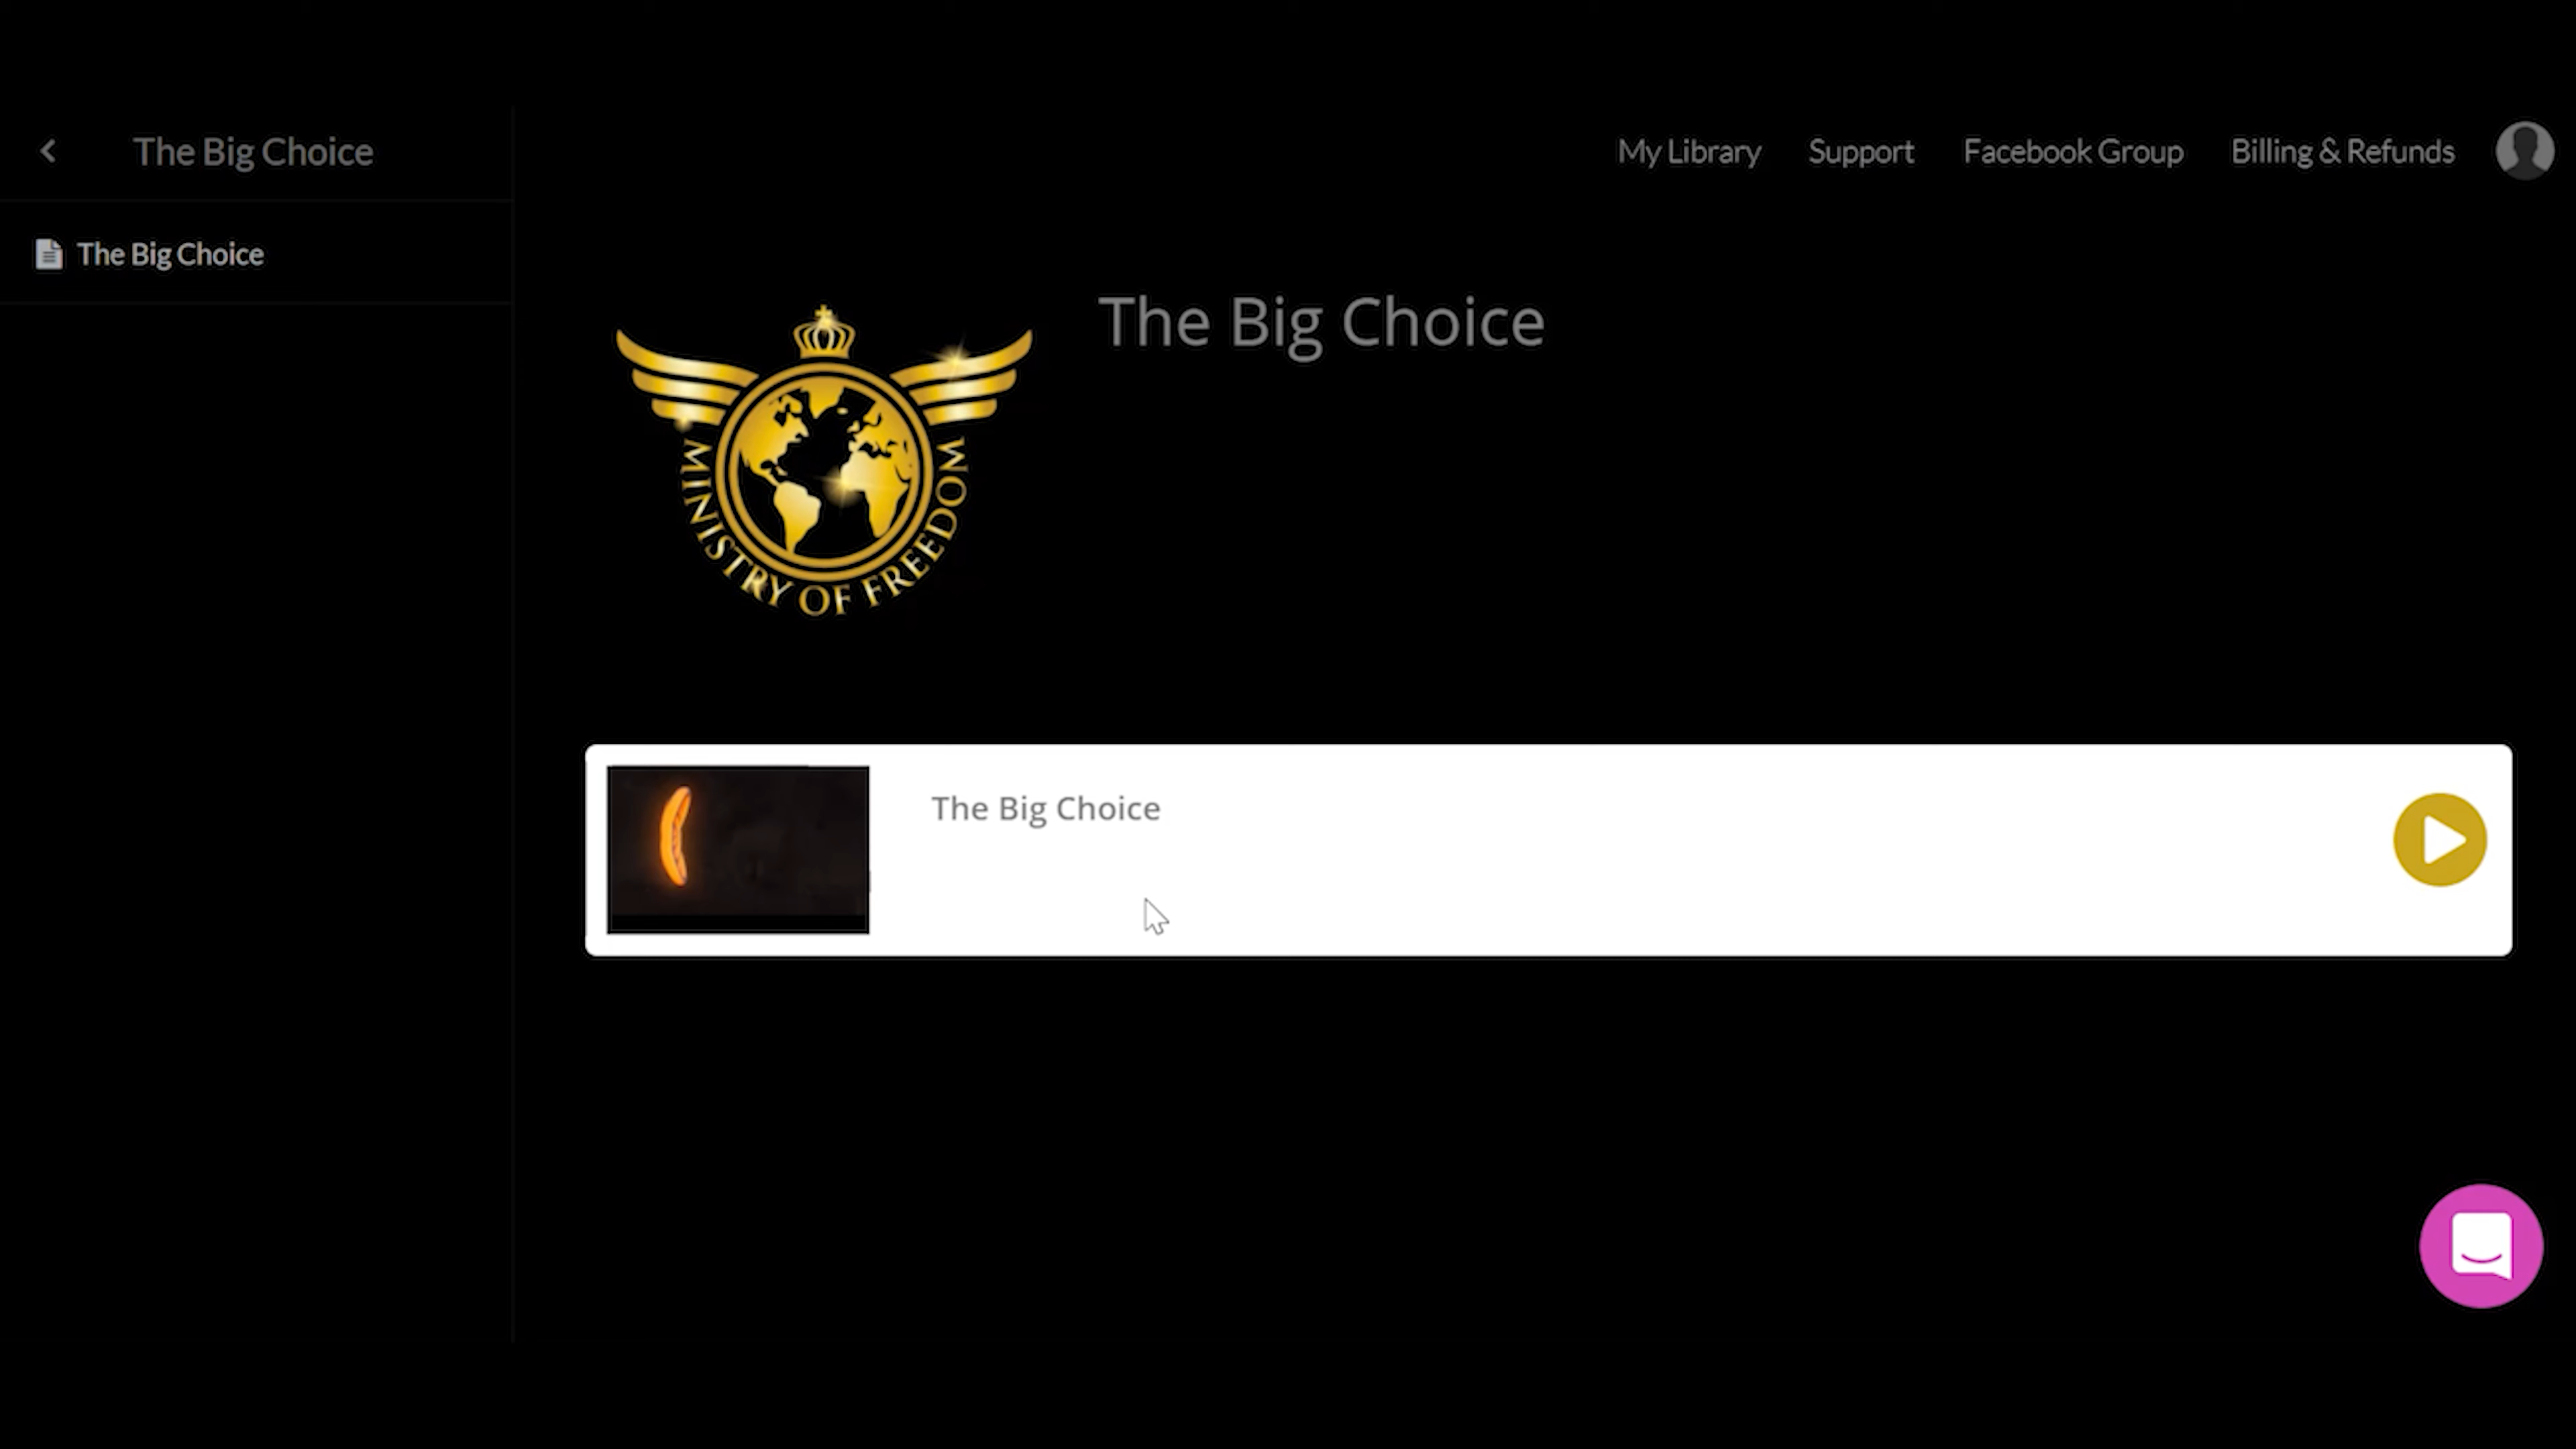 The Big Choice
My Library
Support
Facebook Group
Billing & Refunds
The Big Choice
The Big Choice
MINISTRY OF FREEDOM
The Big Choice